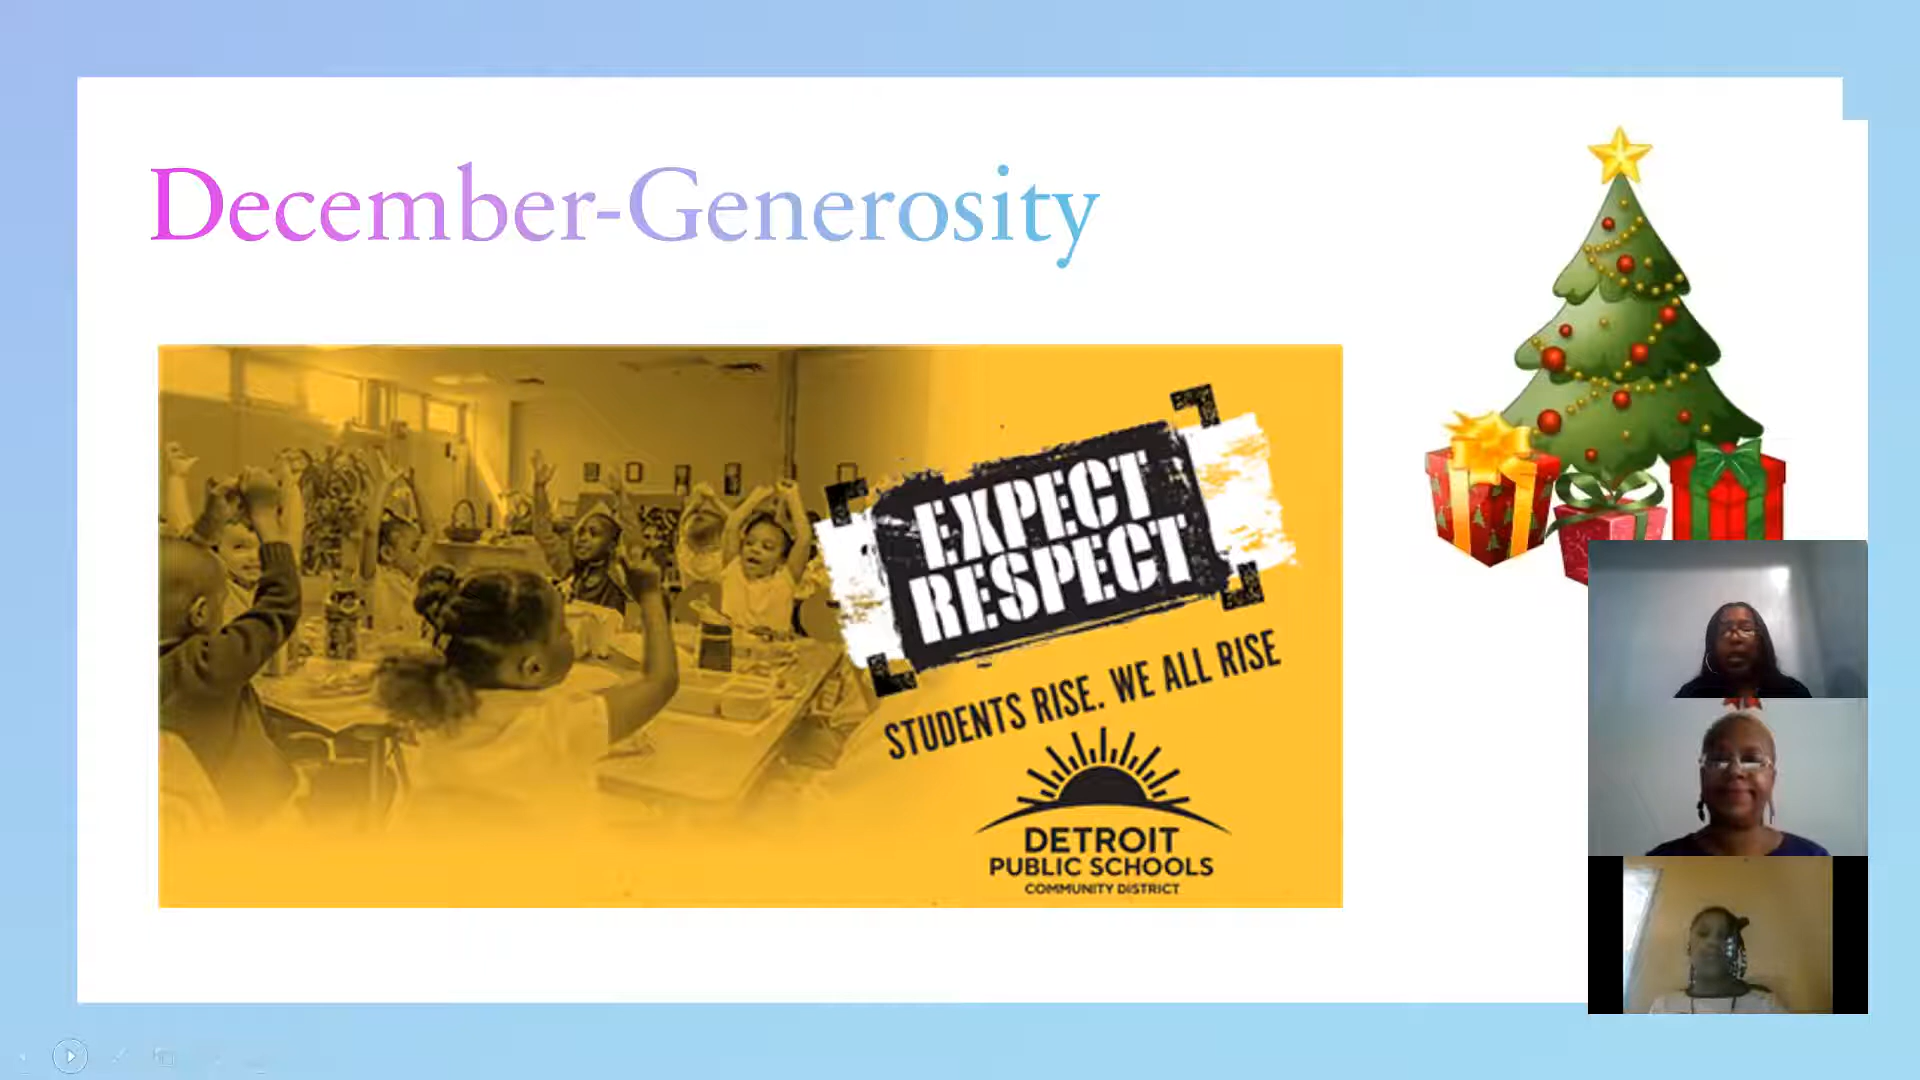 December-Generosity
EXPECT
RESPECT
STUDENTS RISE. WE ALL RISE
DETROIT
PUBLIC SCHOOLS
COMMUNITY DISTRICT